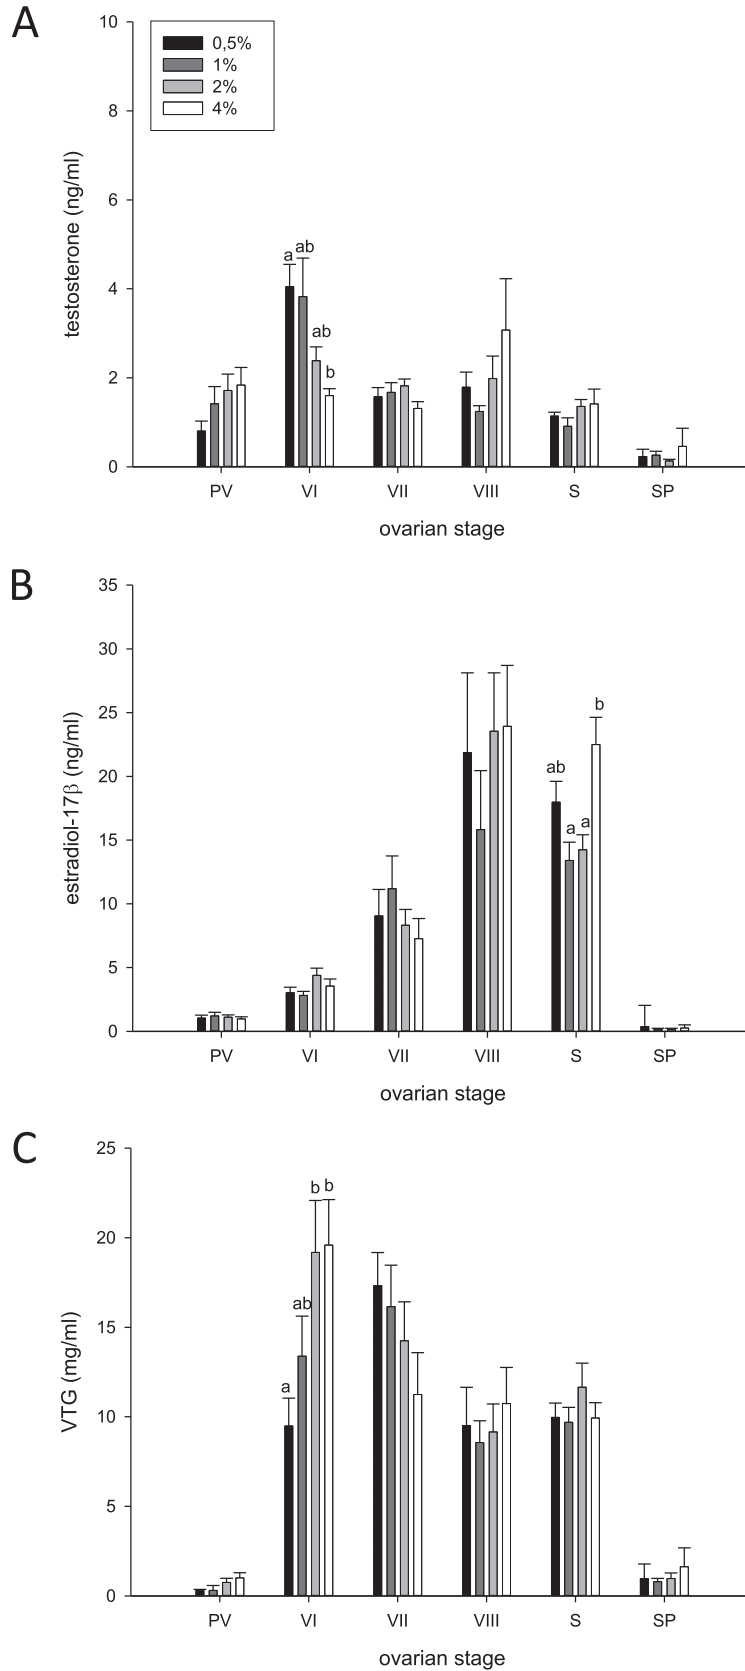 A
10
8
6
4
2
0
testosterone (ng/ml)
0,5%
1%
2%
4%
a
ab
ab
b
PV VI VII VIII S SP
ovarian stage
B
35
30
25
20
15
10
5
0
estradiol-17β (ng/ml)
ab
a
a
b
PV VI VII VIII S SP
ovarian stage
C
25
20
15
10
5
0
VTG (mg/ml)
a
ab
b b
PV VI VII VIII S SP
ovarian stage